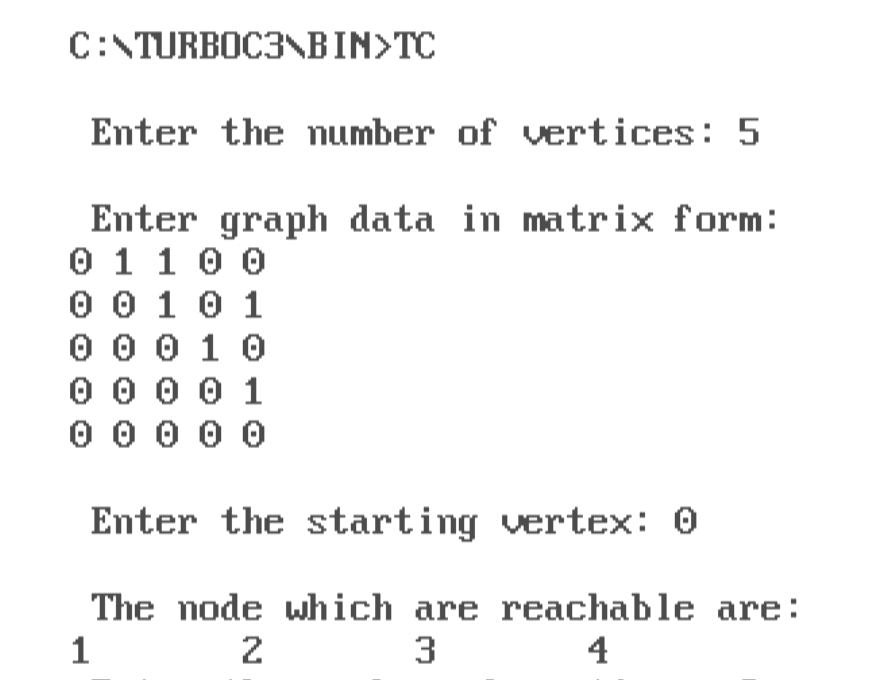 C:\TURBOC3\BIN>TC
Enter the number of vertices: 5
Enter graph data in matrix form:
0 1 1 0 0
0 0 1 0 1
0 0 0 1 0
0 0 0 0 1
0 0 0 0 0
Enter the starting vertex: 0
The node which are reachable are:
1 2 3 4